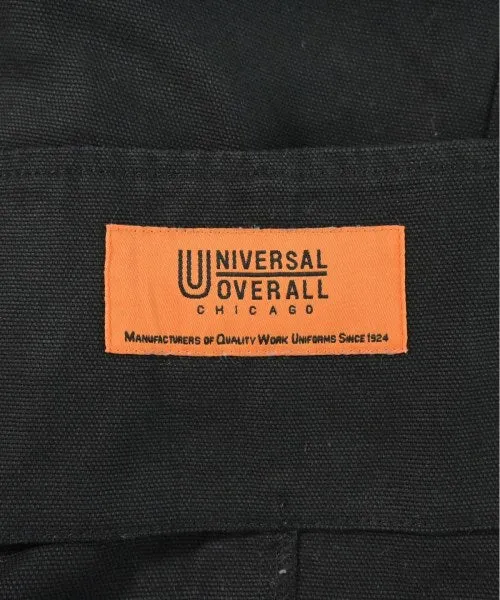 UNIVERSAL
OVERALL
CHICAGO
MANUFACTURERS OF QUALITY WORK UNIFORMS SINCE 1924